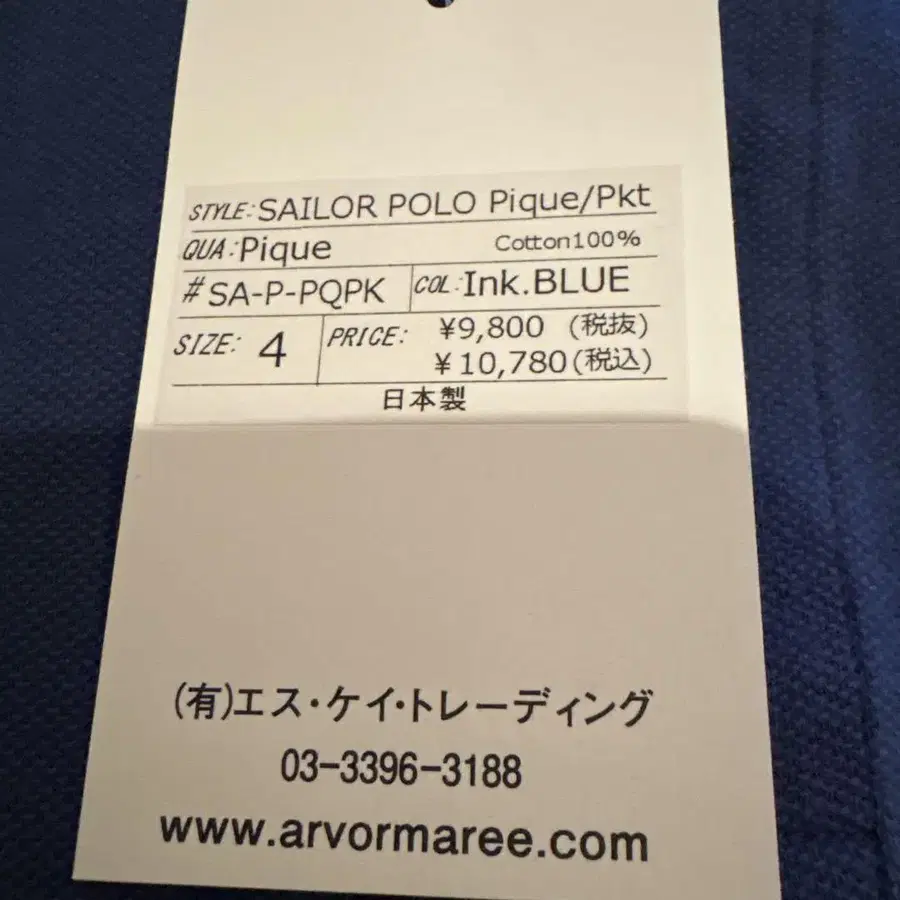 STYLE:SAILOR POLO Pique/Pkt
QUA:Pique Cotton100%
#SA-P-PQPK COL:Ink.BLUE
SIZE: 4 PRICE: ¥9,800 (税抜)
¥10,780(税込)
日本製
(有)エス・ケイ・トレーディング
03-3396-3188
www.arvormaree.com